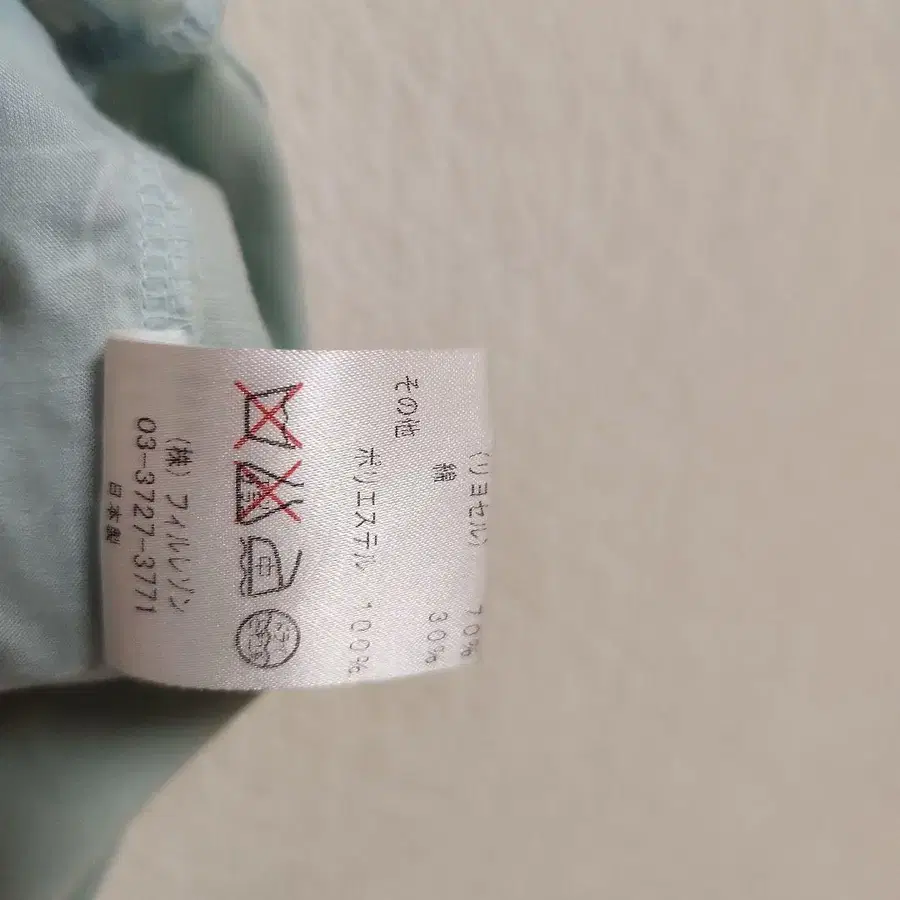 (リヨセル) 70%
綿 30%
その他
ポリエステル 100%
中
(株)フィルレゾン
03-3727-3771
日本製